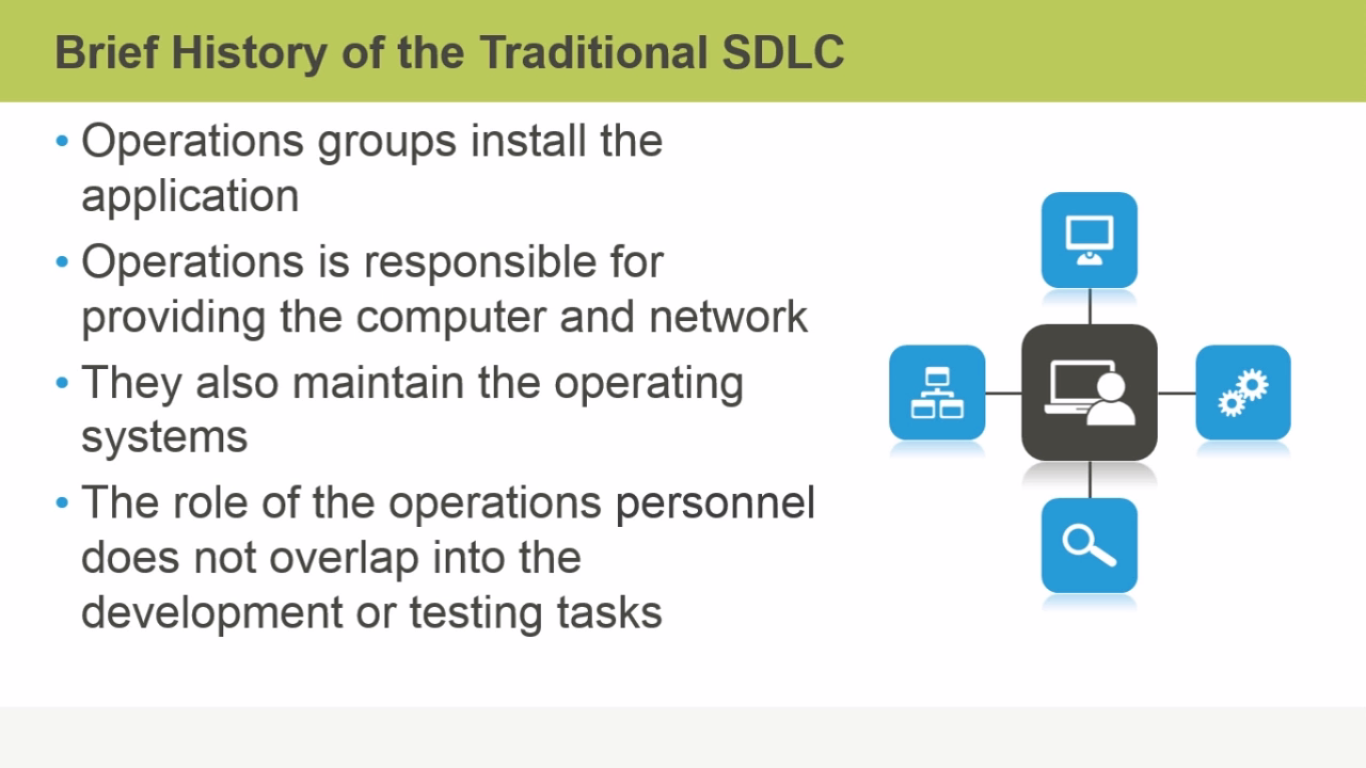 Brief History of the Traditional SDLC
• Operations groups install the
application
• Operations is responsible for
providing the computer and network
• They also maintain the operating
systems
• The role of the operations personnel
does not overlap into the
development or testing tasks